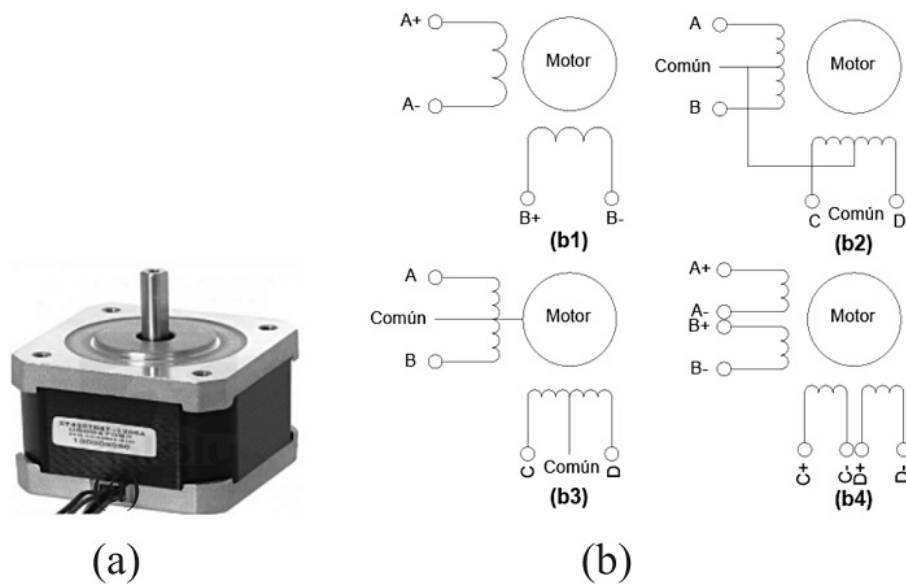 A+
A-
Motor
B+
B-
(b1)
A
Común
B
Motor
C
Común
D
(b2)
A
Común
B
Motor
C
Común
D
(b3)
A+
A-
B+
B-
Motor
C+
C-
D+
D-
(b4)
(a)
(b)